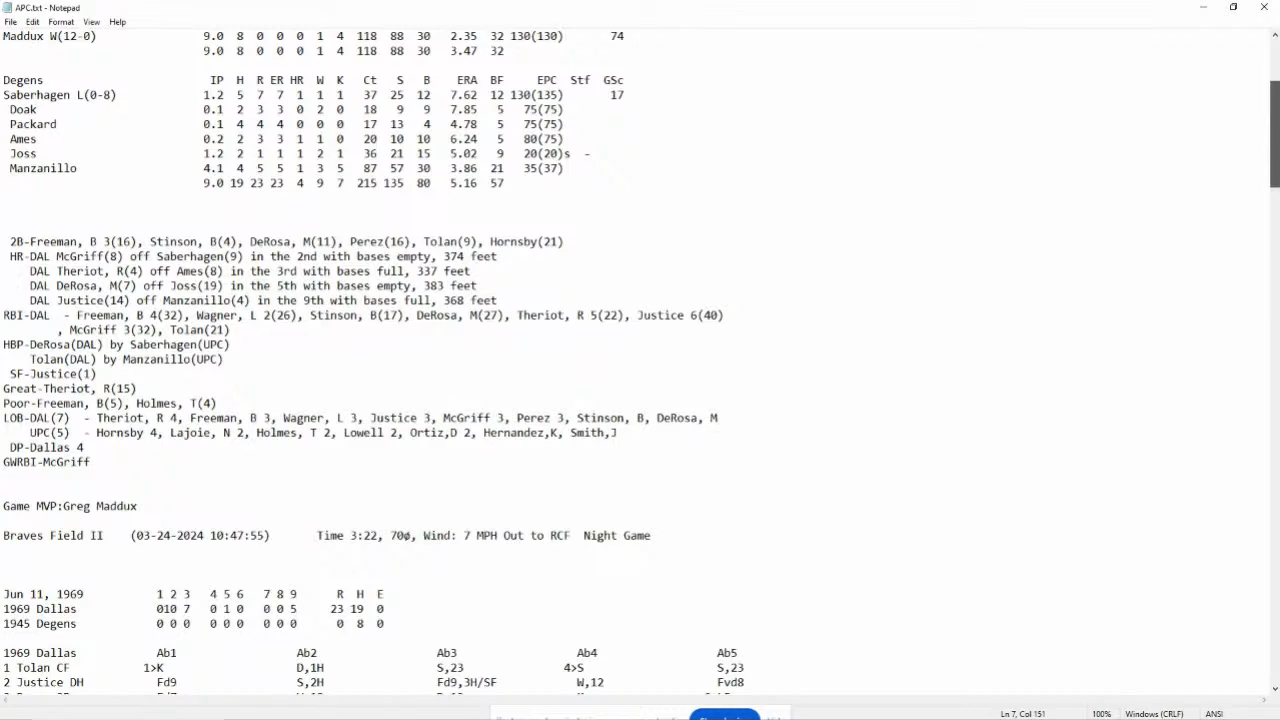 APC.txt - Notepad
File Edit Format View Help
Maddux W(12-0) 9.0 8 0 0 0 1 4 118 88 30 2.35 32 130(130) 74
9.0 8 0 0 0 1 4 118 88 30 3.47 32
Degens IP H R ER HR W K Ct S B ERA BF EPC Stf GSc
Saberhagen L(0-8) 1.2 5 7 7 1 1 1 37 25 12 7.62 12 130(135) 17
Doak 0.1 2 3 3 0 2 0 18 9 9 7.85 5 75(75)
Packard 0.1 4 4 4 0 0 0 17 13 4 4.78 5 75(75)
Ames 0.2 2 3 3 1 1 0 20 10 10 6.24 5 80(75)
Joss 1.2 2 1 1 1 2 1 36 21 15 5.02 9 20(20)s -
Manzanillo 4.1 4 5 5 1 3 5 87 57 30 3.86 21 35(37)
9.0 19 23 23 4 9 7 215 135 80 5.16 57
2B-Freeman, B 3(16), Stinson, B(4), DeRosa, M(11), Perez(16), Tolan(9), Hornsby(21)
HR-DAL McGriff(8) off Saberhagen(9) in the 2nd with bases empty, 374 feet
DAL Theriot, R(4) off Ames(8) in the 3rd with bases full, 337 feet
DAL DeRosa, M(7) off Joss(19) in the 5th with bases empty, 383 feet
DAL Justice(14) off Manzanillo(4) in the 9th with bases full, 368 feet
RBI-DAL - Freeman, B 4(32), Wagner, L 2(26), Stinson, B(17), DeRosa, M(27), Theriot, R 5(22), Justice 6(40)
, McGriff 3(32), Tolan(21)
HBP-DeRosa(DAL) by Saberhagen(UPC)
Tolan(DAL) by Manzanillo(UPC)
SF-Justice(1)
Great-Theriot, R(15)
Poor-Freeman, B(5), Holmes, T(4)
LOB-DAL(7) - Theriot, R 4, Freeman, B 3, Wagner, L 3, Justice 3, McGriff 3, Perez 3, Stinson, B, DeRosa, M
UPC(5) - Hornsby 4, Lajoie, N 2, Holmes, T 2, Lowell 2, Ortiz,D 2, Hernandez,K, Smith,J
DP-Dallas 4
GWRBI-McGriff
Game MVP:Greg Maddux
Braves Field II (03-24-2024 10:47:55) Time 3:22, 70ø, Wind: 7 MPH Out to RCF Night Game
Jun 11, 1969 1 2 3 4 5 6 7 8 9 R H E
1969 Dallas 010 7 0 1 0 0 0 5 23 19 0
1945 Degens 0 0 0 0 0 0 0 0 0 0 8 0
1969 Dallas Ab1 Ab2 Ab3 Ab4 Ab5
1 Tolan CF 1>K D,1H S,23 4>S S,23
2 Justice DH Fd9 S,2H Fd9,3H/SF W,12 Fvd8
Ln 7, Col 151 100% Windows (CRLF) ANSI